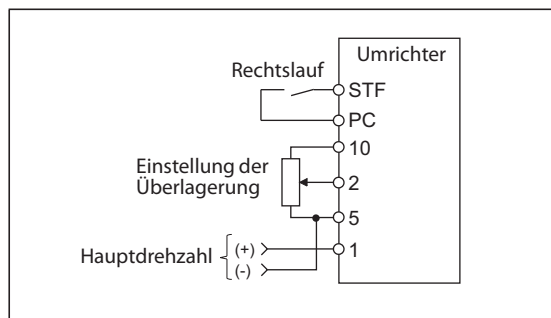 Umrichter
Rechtslauf
STF
PC
10
Einstellung der
Überlagerung
2
5
Hauptdrehzahl
(+)
1
(-)